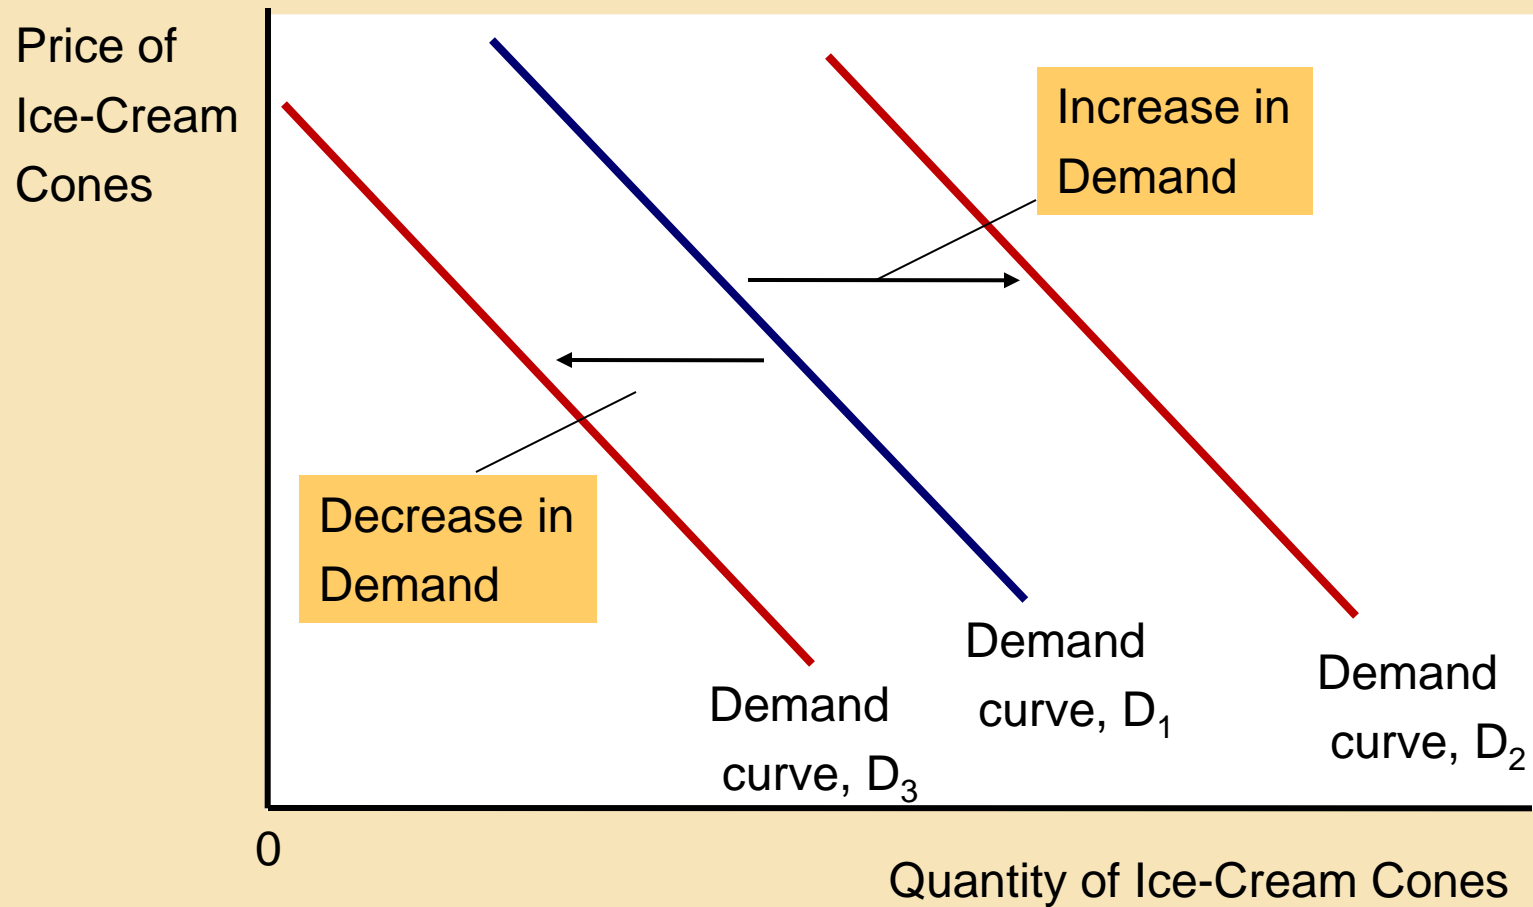 Price of
Ice-Cream
Cones
Increase in
Demand
Decrease in
Demand
Demand
curve, D₁
Demand
curve, D₂
Demand
curve, D₃
0
Quantity of Ice-Cream Cones